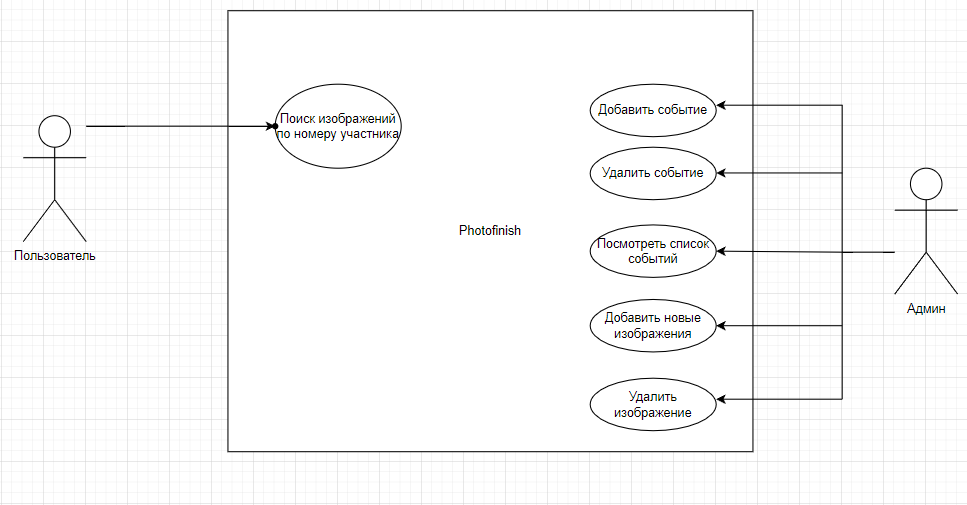 Поиск изображений
по номеру участника
Пользователь
Photofinish
Добавить событие
Удалить событие
Посмотреть список
событий
Добавить новые
изображения
Удалить
изображение
Админ